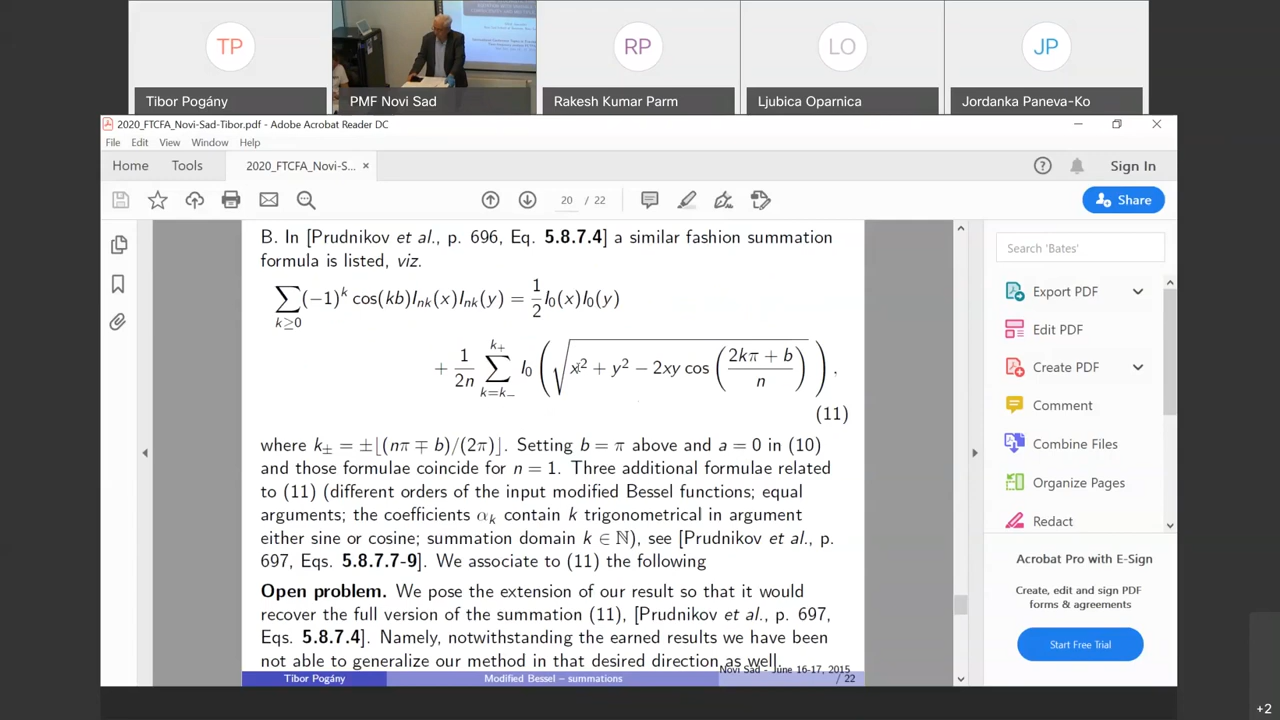 TP
RP
LO
JP
Tibor Pogány
PMF Novi Sad
Rakesh Kumar Parm
Ljubica Oparnica
Jordanka Paneva-Ko
2020_FTCFA_Novi-Sad-Tibor.pdf - Adobe Acrobat Reader DC
File Edit View Window Help
Home Tools 2020_FTCFA_Novi-S... × Sign In
20 / 22 Share
B. In [Prudnikov et al., p. 696, Eq. 5.8.7.4] a similar fashion summation
formula is listed, viz.
∑_{k≥0} (−1)^k cos(kb) I_{nk}(x) I_{nk}(y) = 1/2 I_0(x) I_0(y)
+ 1/2n ∑_{k=k_−}^{k_+} I_0 ( √(x² + y² − 2xy cos ( (2kπ + b)/n )) ) ,
(11)
where k± = ±⌊(nπ ∓ b)/(2π)⌋. Setting b = π above and a = 0 in (10)
and those formulae coincide for n = 1. Three additional formulae related
to (11) (different orders of the input modified Bessel functions; equal
arguments; the coefficients α_k contain k trigonometrical in argument
either sine or cosine; summation domain k ∈ ℕ), see [Prudnikov et al., p.
697, Eqs. 5.8.7.7-9]. We associate to (11) the following
Open problem. We pose the extension of our result so that it would
recover the full version of the summation (11), [Prudnikov et al., p. 697,
Eqs. 5.8.7.4]. Namely, notwithstanding the earned results we have been
not able to generalize our method in that desired direction as well.
Novi Sad - June 16-17, 2015
Tibor Pogány Modified Bessel – summations / 22
Search 'Bates'
Export PDF
Edit PDF
Create PDF
Comment
Combine Files
Organize Pages
Redact
Acrobat Pro with E-Sign
Create, edit and sign PDF
forms & agreements
Start Free Trial
+2